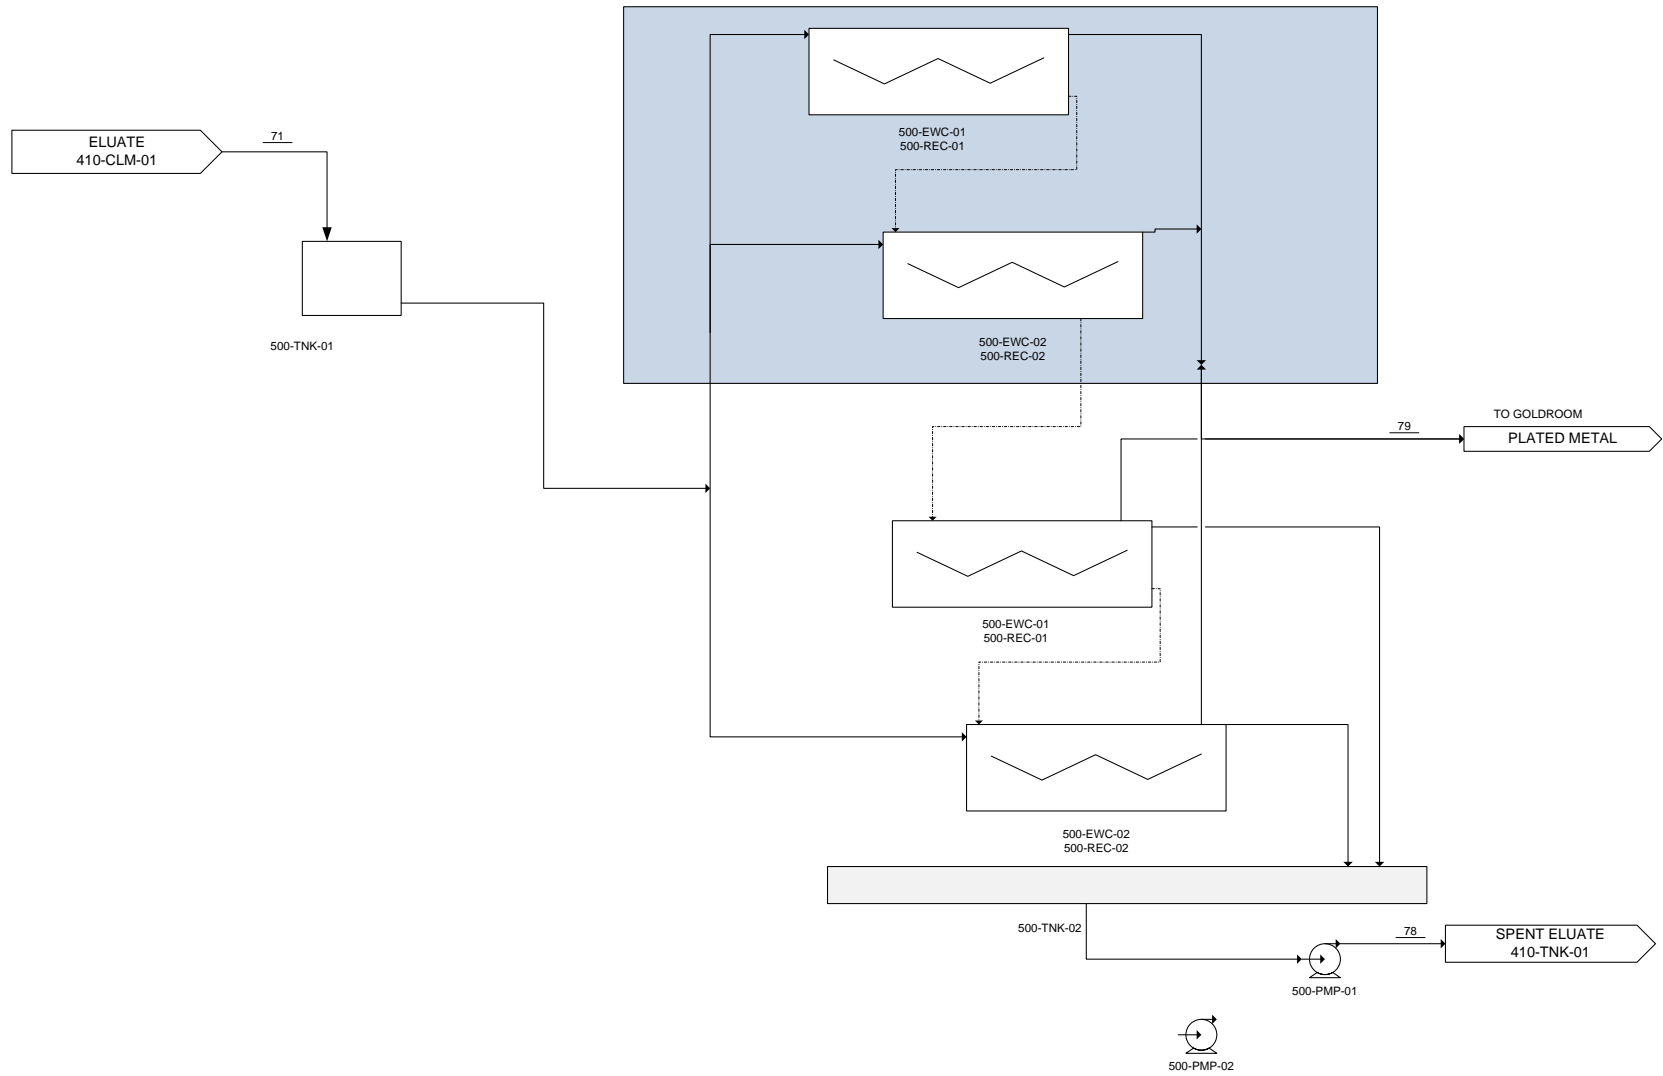 500-EWC-01
500-REC-01
71
ELUATE
410-CLM-01
500-TNK-01
500-EWC-02
500-REC-02
TO GOLDROOM
79
PLATED METAL
500-EWC-01
500-REC-01
500-EWC-02
500-REC-02
500-TNK-02
78
SPENT ELUATE
410-TNK-01
500-PMP-01
500-PMP-02